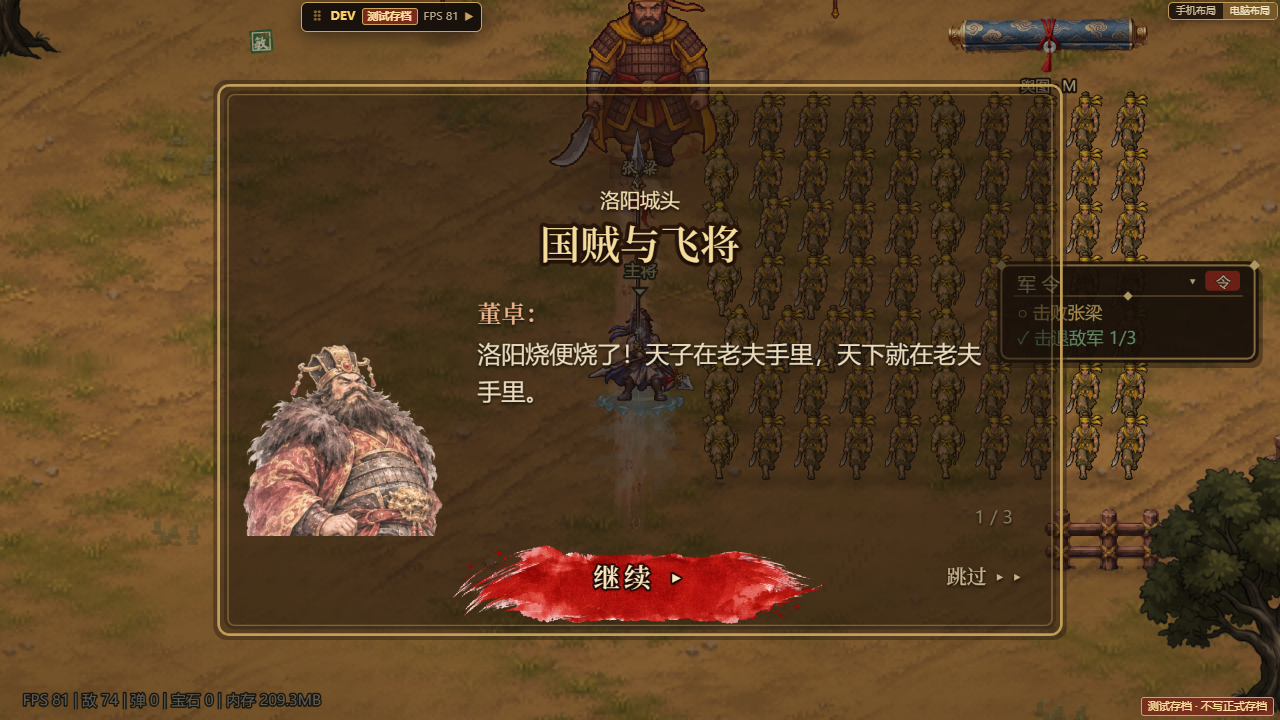 DEV 测试存档 FPS 81 ▶
手机布局 电脑布局
敌
舆图 M
张梁
洛阳城头
国贼与飞将
主将
军令 ▼ 令
○ 击败张梁
✓ 击退敌军 1/3
董卓：
洛阳烧便烧了！天子在老夫手里，天下就在老夫
手里。
1 / 3
继续 ▶
跳过 ▶ ▶
FPS 81 | 敌 74 | 弹 0 | 宝石 0 | 内存 209.3MB
测试存档 · 不写正式存档